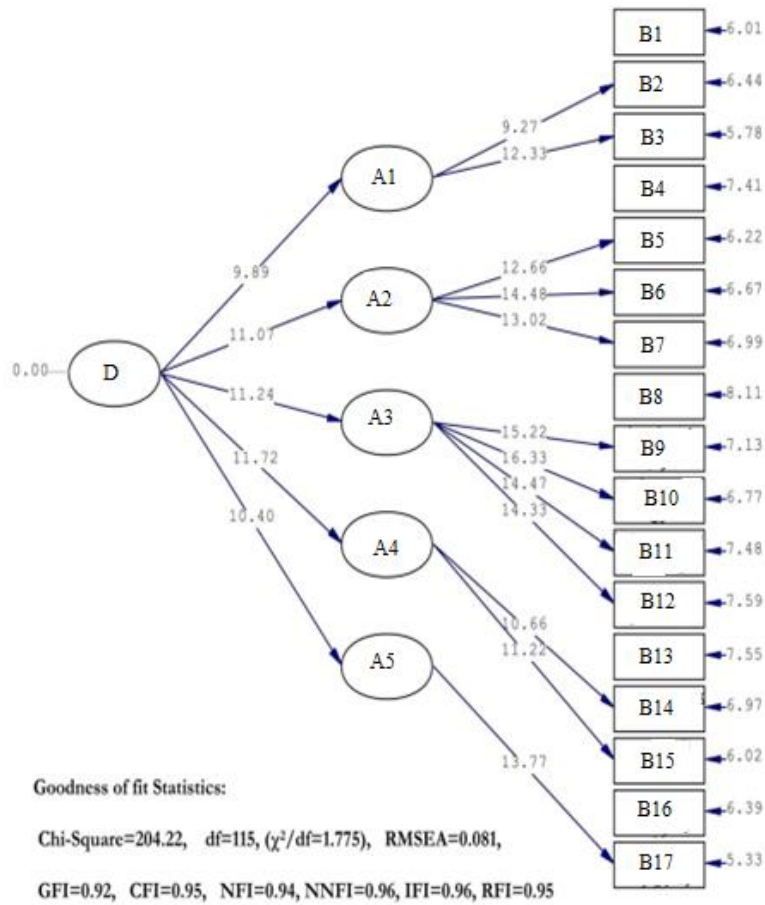 B1 6.01
B2 6.44
9.27
B3 5.78
12.33
A1
B4 7.41
B5 6.22
12.66
9.89
B6 6.67
14.48
A2
13.02
11.07
B7 6.99
0.00 D
11.24
B8 8.11
A3
15.22
B9 7.13
16.33
11.72
14.47
B10 6.77
14.33
10.40
A4
B11 7.48
B12 7.59
10.66
11.22
B13 7.55
A5
B14 6.97
13.77
B15 6.02
Goodness of fit Statistics:
B16 6.39
Chi-Square=204.22, df=115, (χ²/df=1.775), RMSEA=0.081,
B17 5.33
GFI=0.92, CFI=0.95, NFI=0.94, NNFI=0.96, IFI=0.96, RFI=0.95